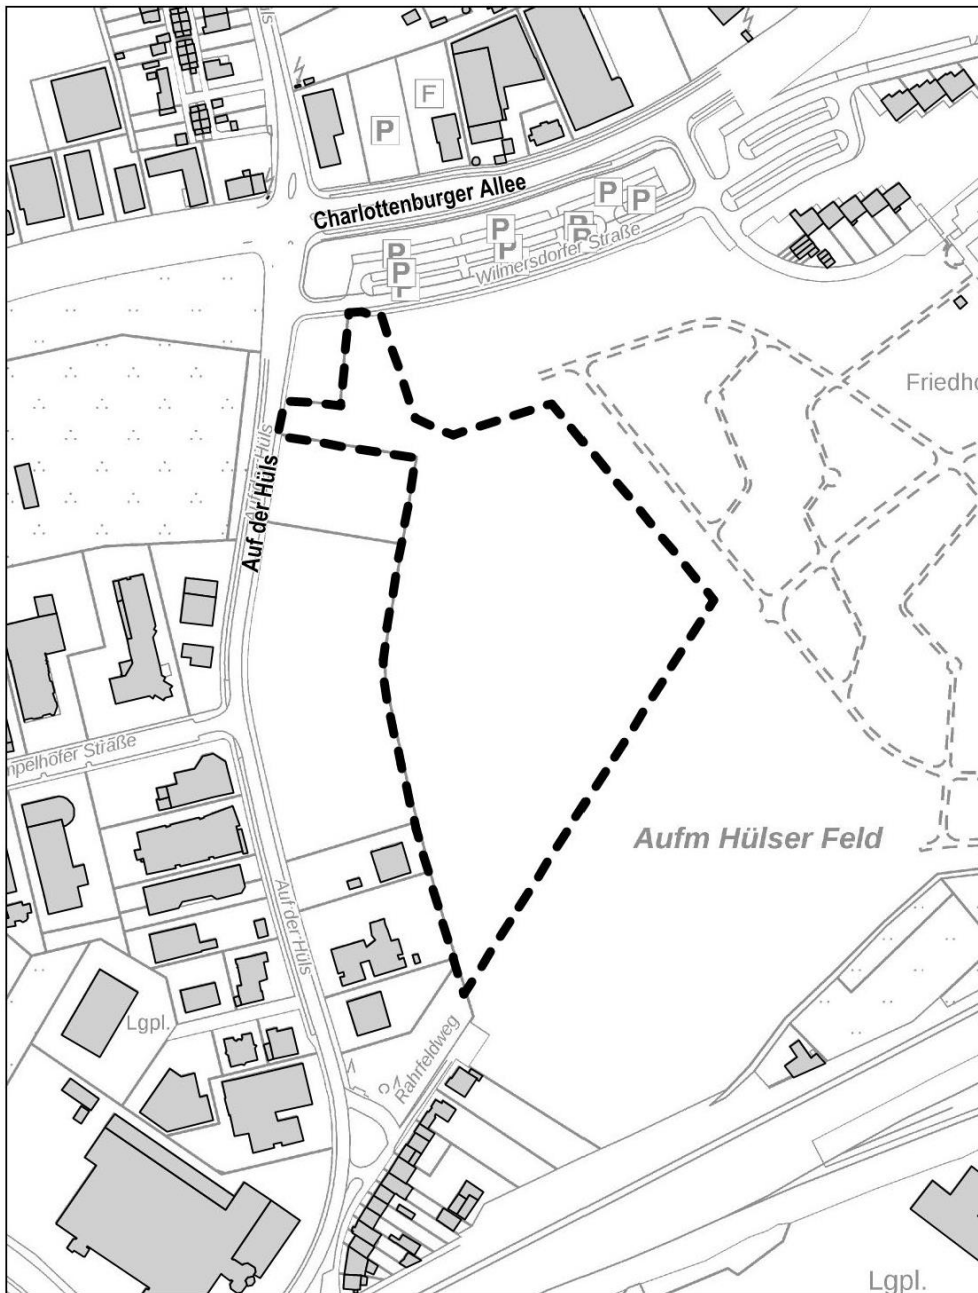 F
P
Charlottenburger Allee
P
P
P
P
P
P
P
P
P
P
Wilmersdorfer Straße
Friedho
Auf der Hüls
Auf der Hüls
mpelhofer Straße
Aufm Hülser Feld
Auf der Hüls
Lgpl.
Rahrfeldweg
Lgpl.